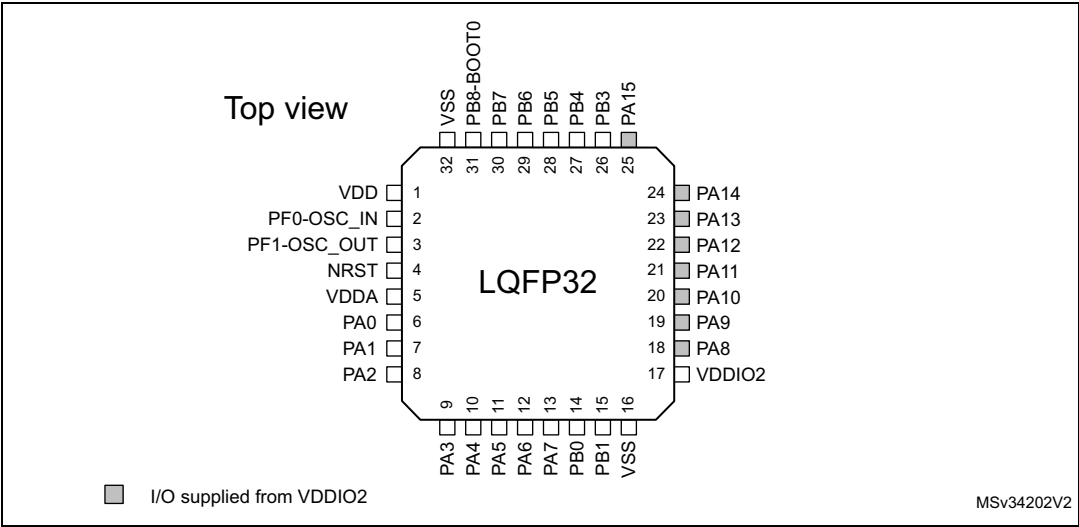 Top view
VSS
PB8-BOOT0
PB7
PB6
PB5
PB4
PB3
PA15
32
31
30
29
28
27
26
25
VDD 1
PF0-OSC_IN 2
PF1-OSC_OUT 3
NRST 4
VDDA 5
PA0 6
PA1 7
PA2 8
LQFP32
24 PA14
23 PA13
22 PA12
21 PA11
20 PA10
19 PA9
18 PA8
17 VDDIO2
9
10
11
12
13
14
15
16
PA3
PA4
PA5
PA6
PA7
PB0
PB1
VSS
I/O supplied from VDDIO2
MSv34202V2